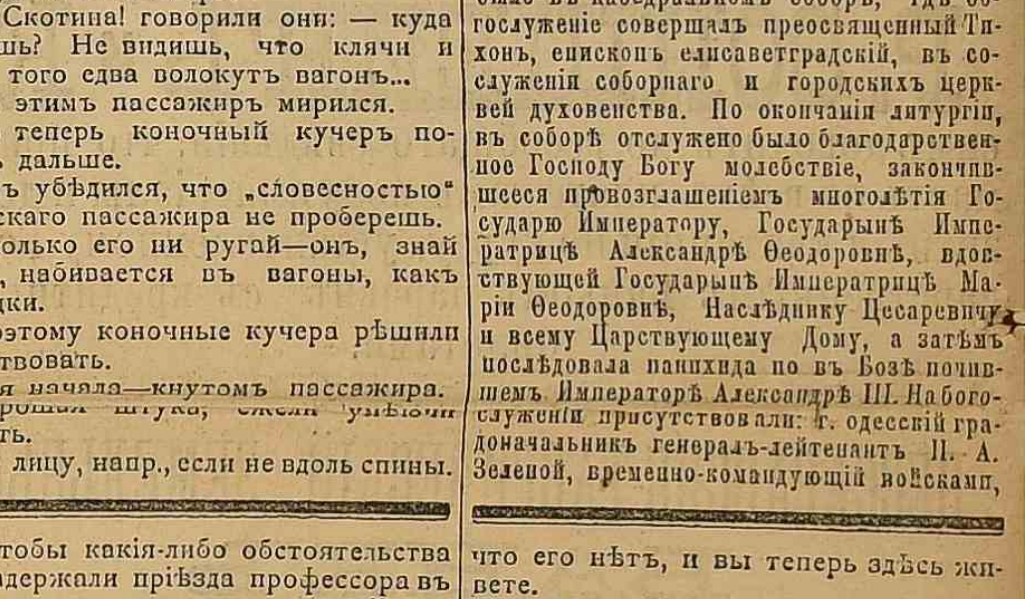 Скотина! говорили они: — куда
шь? Не видишь, что клячи и
того едва волокутъ вагонъ...
этимъ пассажиръ мирился.
теперь коночный кучеръ по-
дальше.
ъ убѣдился, что „словесностью“
скаго пассажира не проберешь.
олько его ни ругай—онъ, знай
, набивается въ вагоны, какъ
дки.
оэтому коночные кучера рѣшили
твовать.
я начала—кнутомъ пассажира.
штука, ежели умѣючи
ть.
лицу, напр., если не вдоль спины.
тобы какія-либо обстоятельства
адержали пріѣзда профессора въ
гослуженіе совершалъ преосвященный Ти-
хонъ, епископъ елисаветградскій, въ со-
служеніи соборнаго и городскихъ церк-
вей духовенства. По окончаніи литургіи,
въ соборѣ отслужено было благодарствен-
ное Господу Богу молебствіе, закончив-
шееся провозглашеніемъ многолѣтія Го-
сударю Императору, Государынѣ Импе-
ратрицѣ Александрѣ Ѳеодоровнѣ, вдов-
ствующей Государынѣ Императрицѣ Ма-
ріи Ѳеодоровнѣ, Наслѣднику Цесаревичу
и всему Царствующему Дому, а затѣмъ
послѣдовала панихида по въ Бозѣ почив-
шемъ Императорѣ Александрѣ III. На бого-
служеніи присутствовали: г. одесскій гра-
доначальникъ генералъ-лейтенантъ П. А.
Зеленой, временно-командующій войсками,
что его нѣтъ, и вы теперь здѣсь жи-
вете.